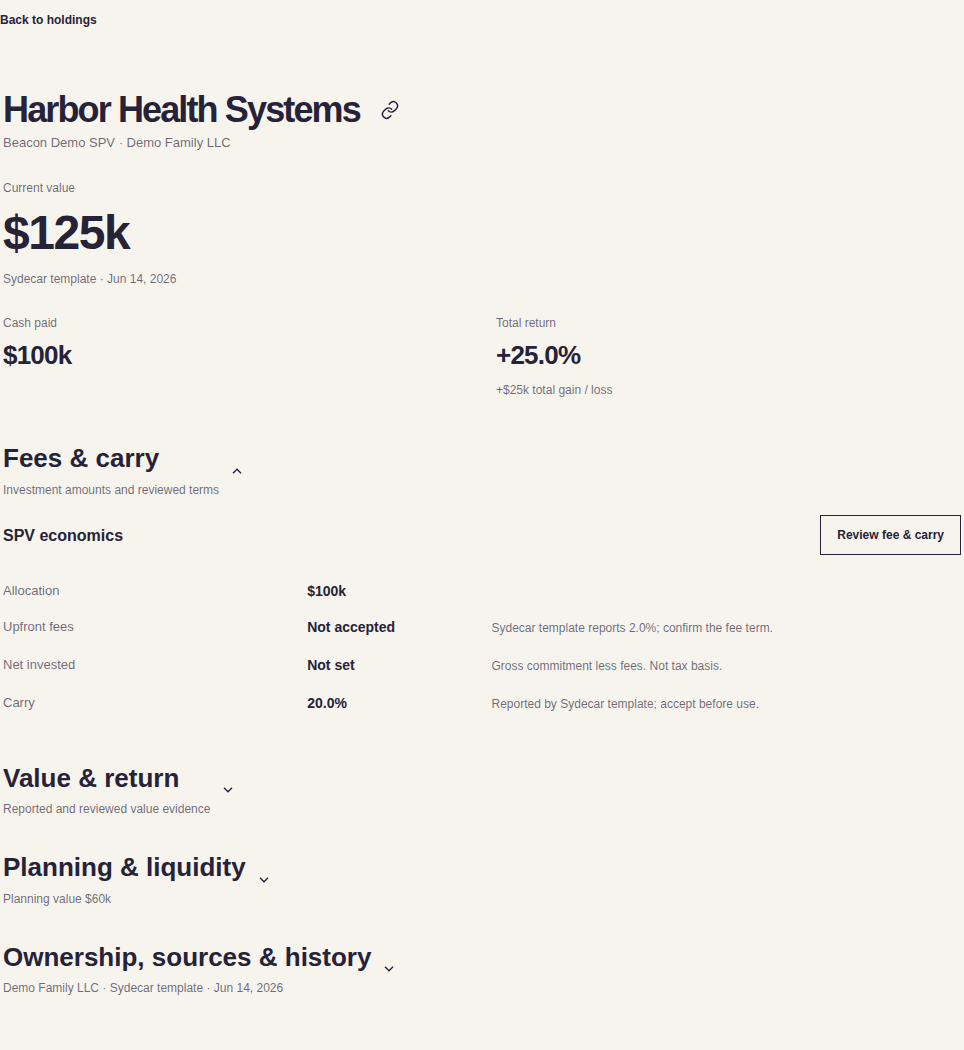 Back to holdings
Harbor Health Systems
Beacon Demo SPV · Demo Family LLC
Current value
$125k
Sydecar template · Jun 14, 2026
Cash paid
$100k
Total return
+25.0%
+$25k total gain / loss
Fees & carry
Investment amounts and reviewed terms
SPV economics
Review fee & carry
Allocation $100k
Upfront fees Not accepted Sydecar template reports 2.0%; confirm the fee term.
Net invested Not set Gross commitment less fees. Not tax basis.
Carry 20.0% Reported by Sydecar template; accept before use.
Value & return
Reported and reviewed value evidence
Planning & liquidity
Planning value $60k
Ownership, sources & history
Demo Family LLC · Sydecar template · Jun 14, 2026